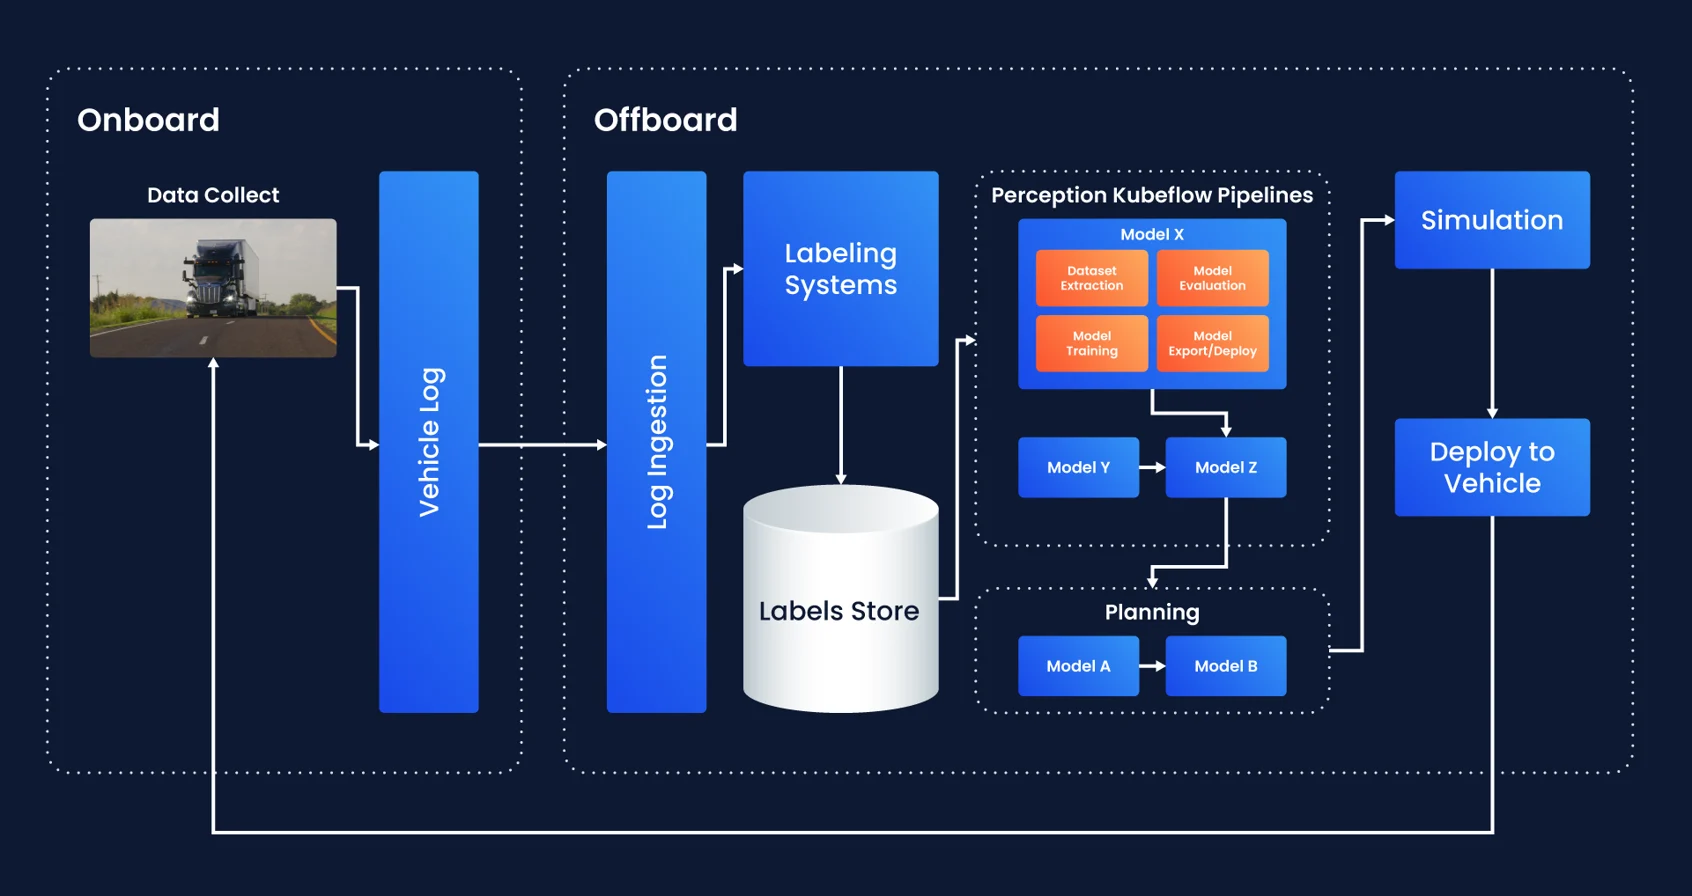 Onboard
Data Collect
Vehicle Log
Offboard
Log Ingestion
Labeling
Systems
Labels Store
Perception Kubeflow Pipelines
Model X
Dataset
Extraction
Model
Evaluation
Model
Training
Model
Export/Deploy
Model Y
Model Z
Planning
Model A
Model B
Simulation
Deploy to
Vehicle